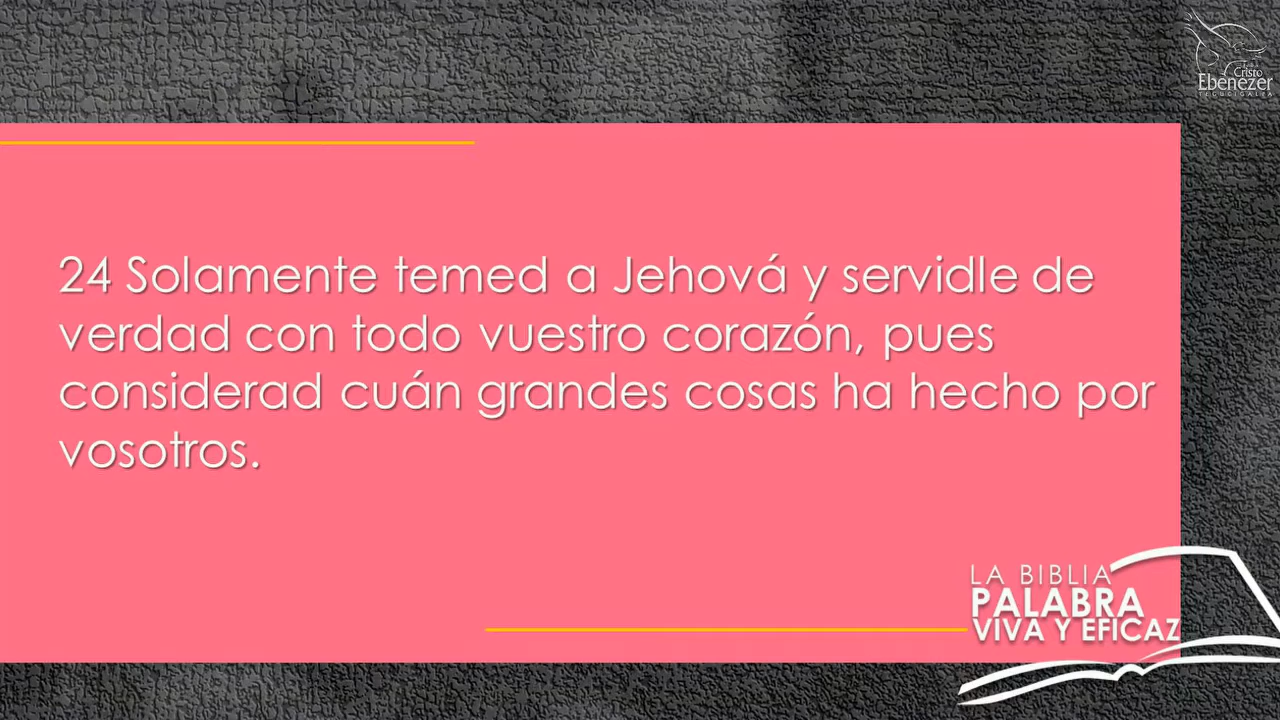 Cristo
Ebenezer
TEGUCIGALPA
24 Solamente temed a Jehová y servidle de
verdad con todo vuestro corazón, pues
considerad cuán grandes cosas ha hecho por
vosotros.
LA BIBLIA
PALABRA
VIVA Y EFICAZ